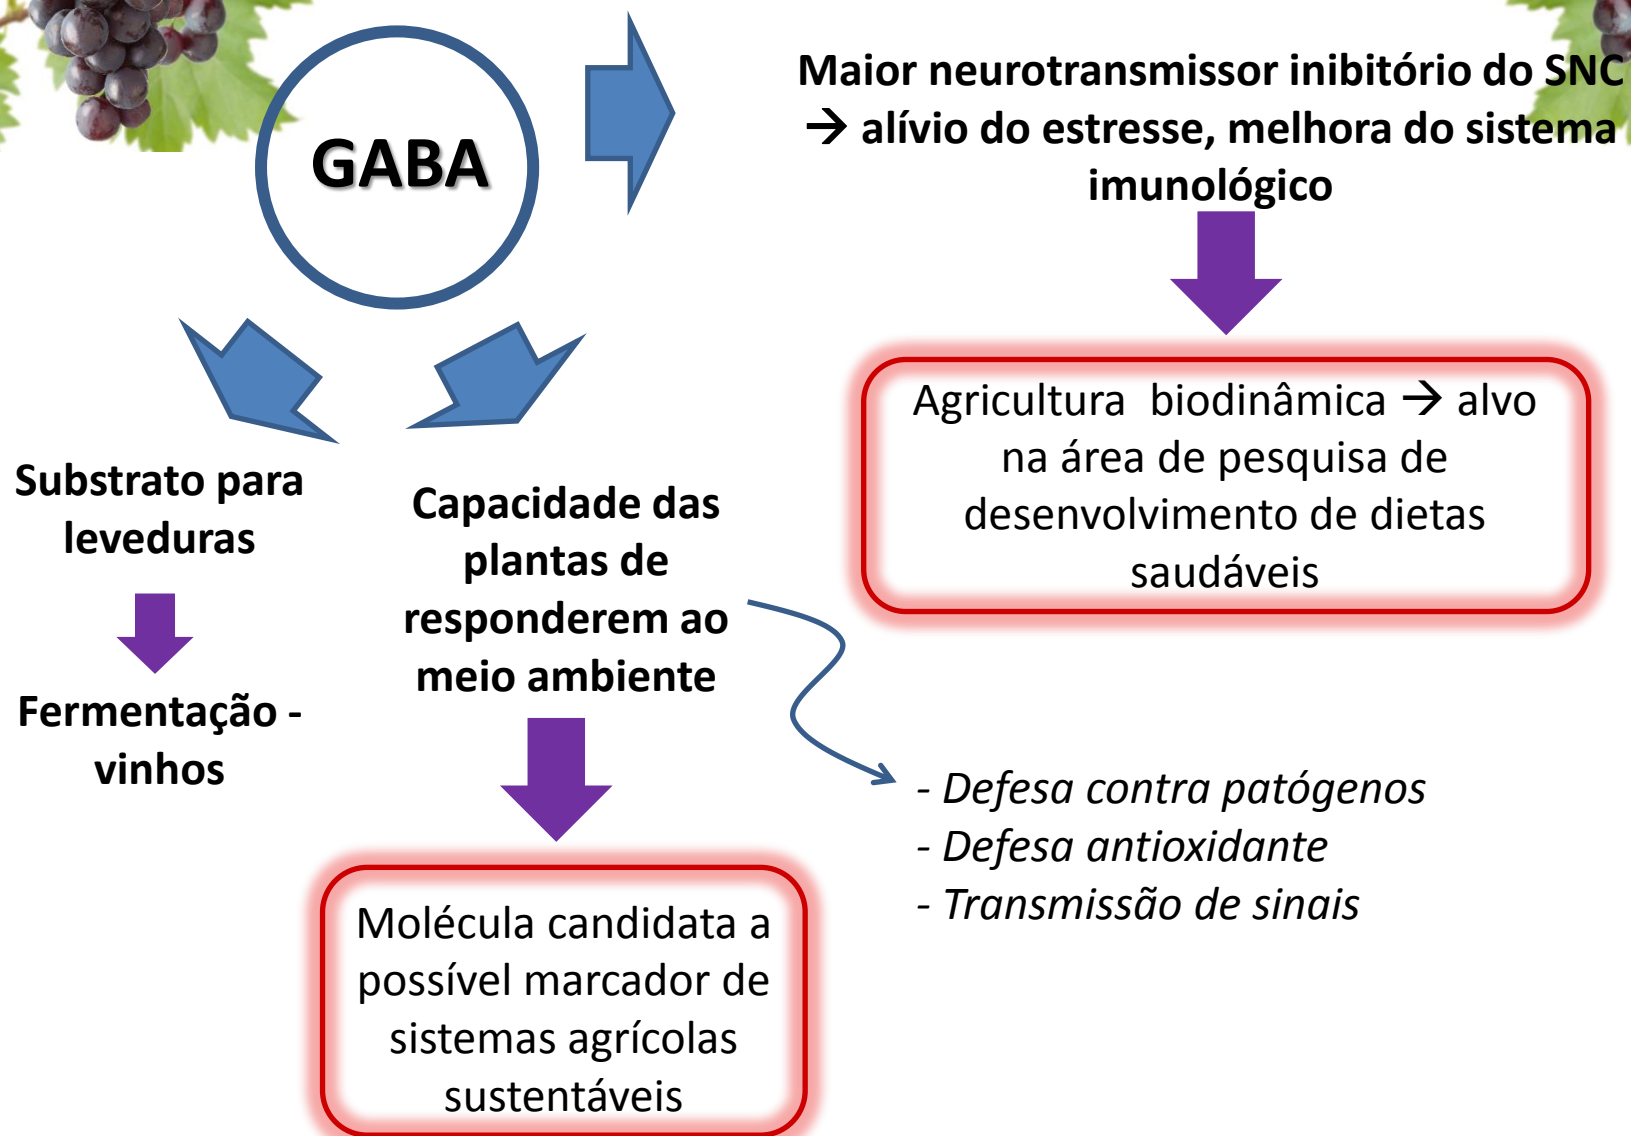 GABA
Maior neurotransmissor inibitório do SNC
→ alívio do estresse, melhora do sistema
imunológico
Agricultura biodinâmica → alvo
na área de pesquisa de
desenvolvimento de dietas
saudáveis
Substrato para
leveduras
Fermentação -
vinhos
Capacidade das
plantas de
responderem ao
meio ambiente
- Defesa contra patógenos
- Defesa antioxidante
- Transmissão de sinais
Molécula candidata a
possível marcador de
sistemas agrícolas
sustentáveis